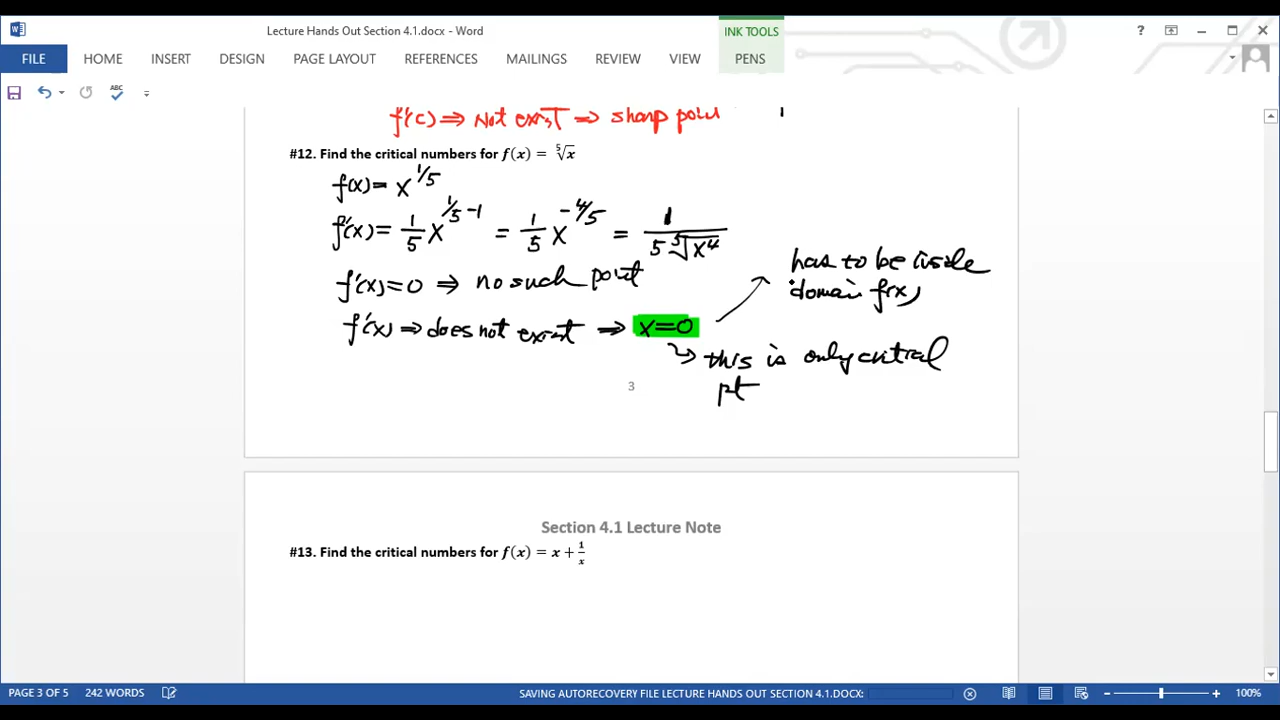 Lecture Hands Out Section 4.1.docx - Word
INK TOOLS
FILE HOME INSERT DESIGN PAGE LAYOUT REFERENCES MAILINGS REVIEW VIEW PENS
f'(c) ⇒ Not exist ⇒ sharp point
#12. Find the critical numbers for f(x) = ⁵√x
f(x) = x^(1/5)
f'(x) = 1/5 x^(1/5 - 1) = 1/5 x^(-4/5) = 1/(5 ⁵√x⁴)
f'(x) = 0 ⇒ no such point
has to be inside
domain f(x)
f'(x) ⇒ does not exist ⇒ x=0
this is only critical
pt
3
Section 4.1 Lecture Note
#13. Find the critical numbers for f(x) = x + 1/x
PAGE 3 OF 5 242 WORDS SAVING AUTORECOVERY FILE LECTURE HANDS OUT SECTION 4.1.DOCX: 100%